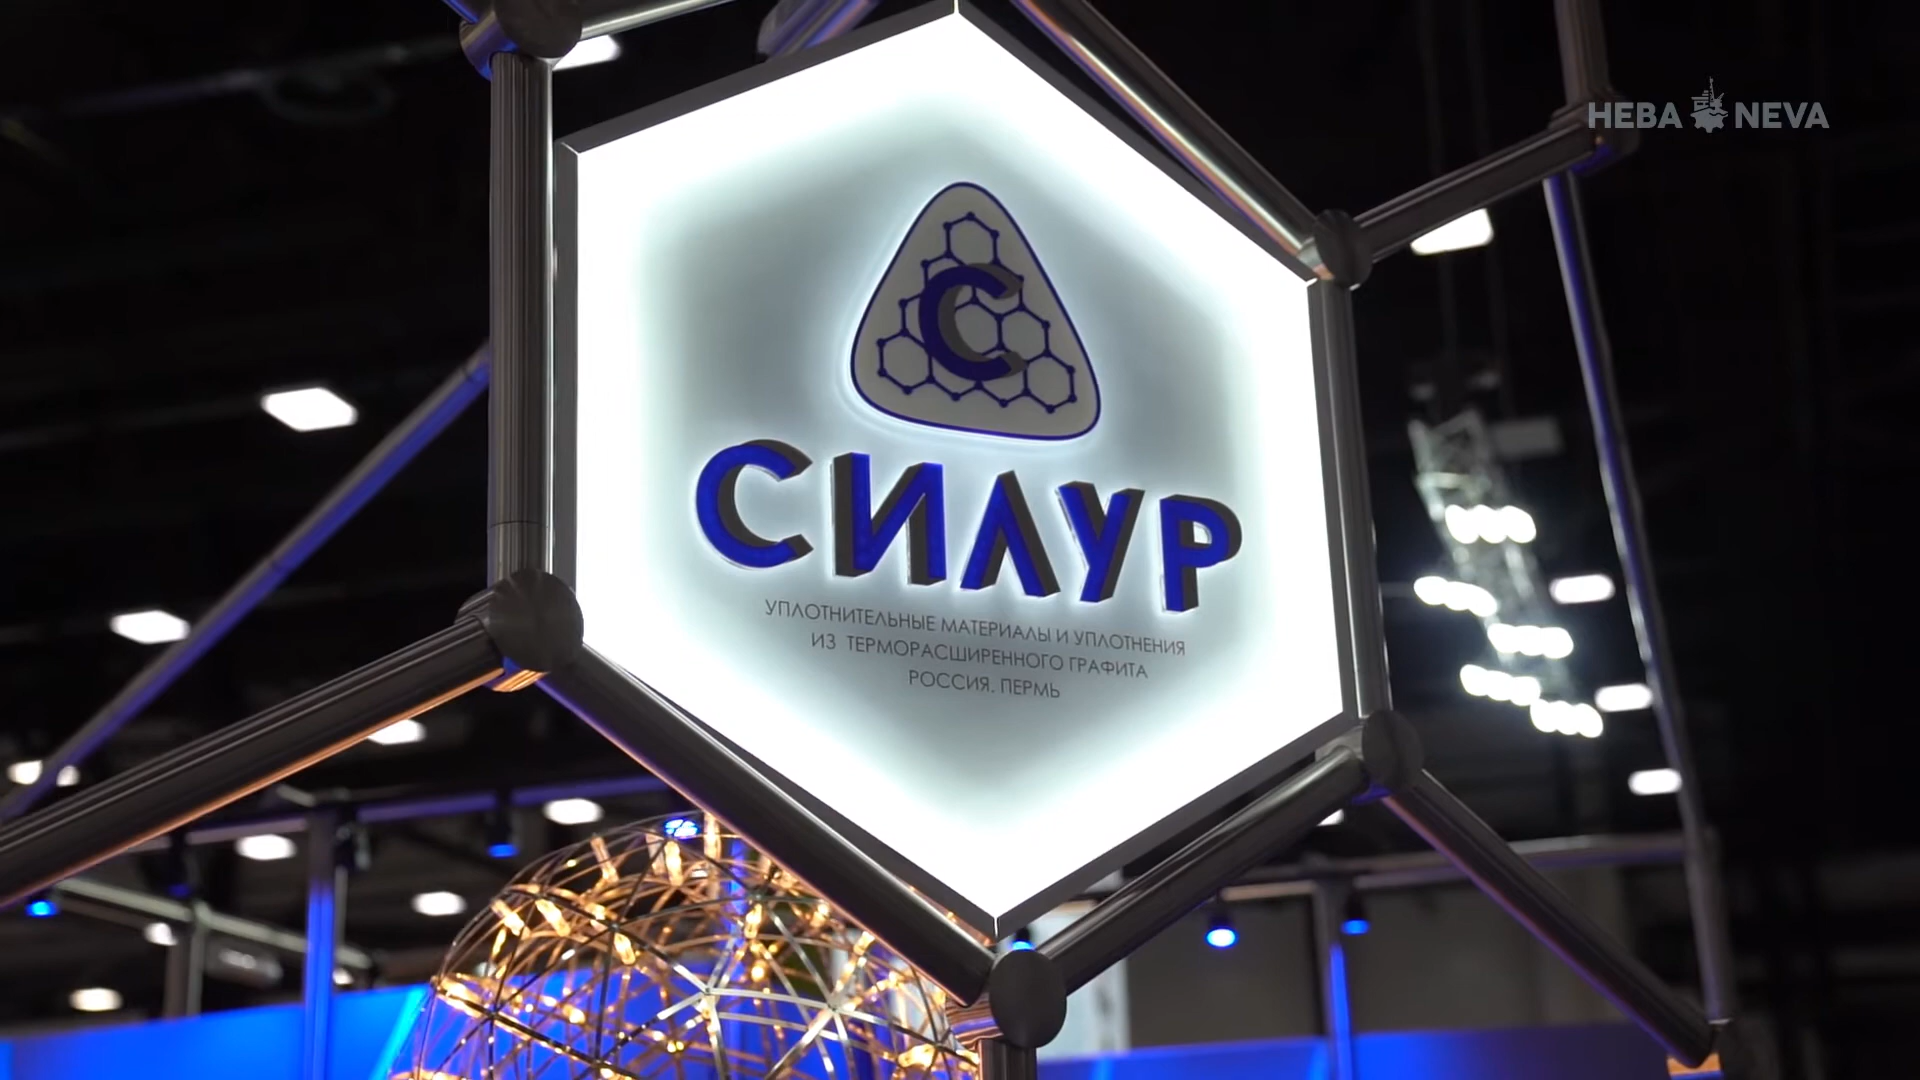 НЕВА NEVA
С
СИЛУР
УПЛОТНИТЕЛЬНЫЕ МАТЕРИАЛЫ И УПЛОТНЕНИЯ
ИЗ ТЕРМОРАСШИРЕННОГО ГРАФИТА
РОССИЯ. ПЕРМЬ